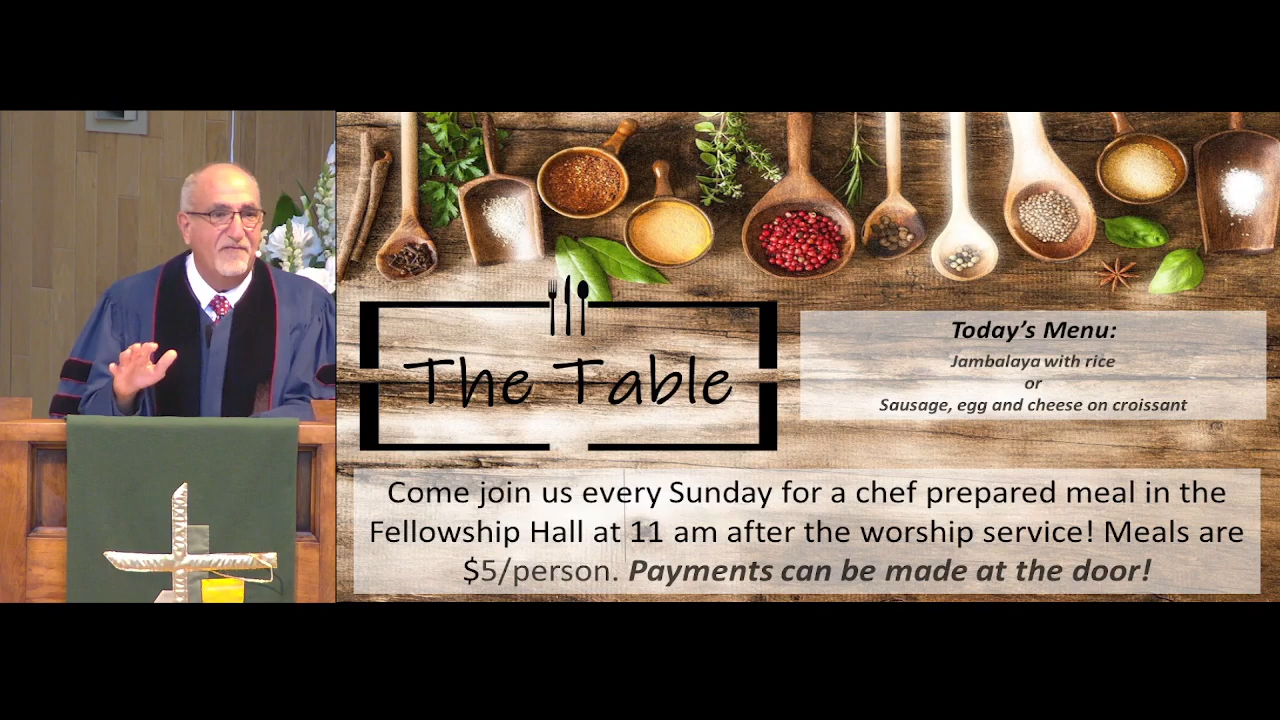 The Table
Today's Menu:
Jambalaya with rice
or
Sausage, egg and cheese on croissant
Come join us every Sunday for a chef prepared meal in the
Fellowship Hall at 11 am after the worship service! Meals are
$5/person. Payments can be made at the door!